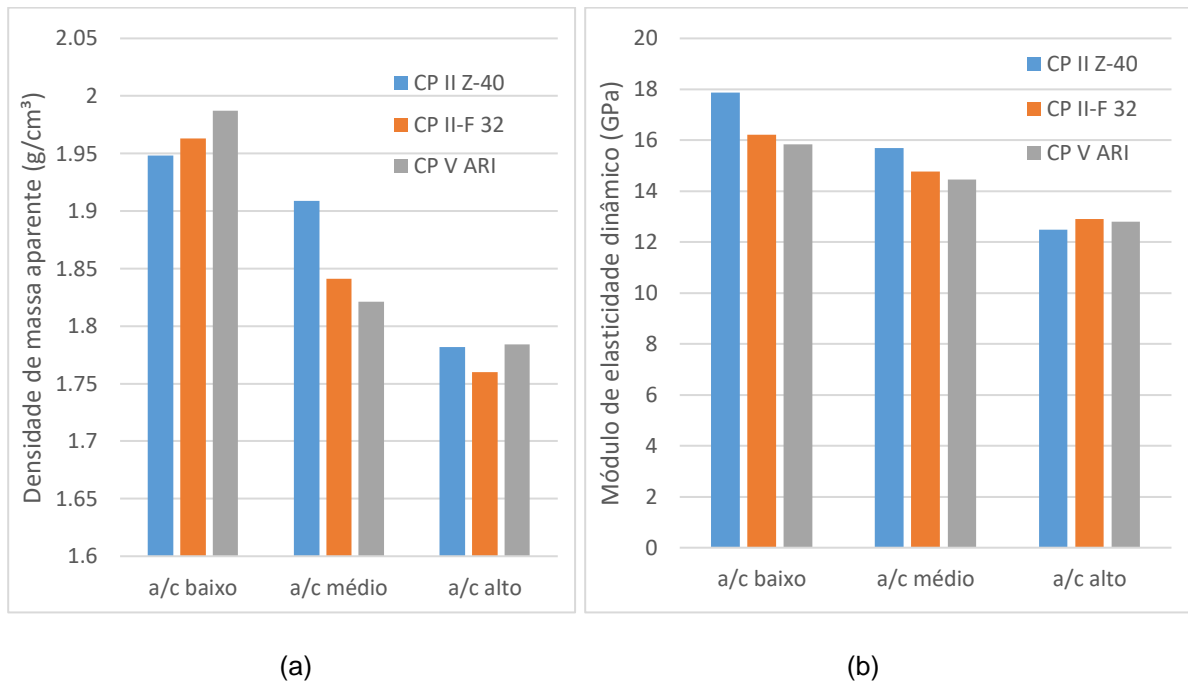 Densidade de massa aparente (g/cm³)
2.05
2
1.95
1.9
1.85
1.8
1.75
1.7
1.65
1.6
CP II Z-40
CP II-F 32
CP V ARI
a/c baixo
a/c médio
a/c alto
(a)
Módulo de elasticidade dinâmico (GPa)
20
18
16
14
12
10
8
6
4
2
0
CP II Z-40
CP II-F 32
CP V ARI
a/c baixo
a/c médio
a/c alto
(b)